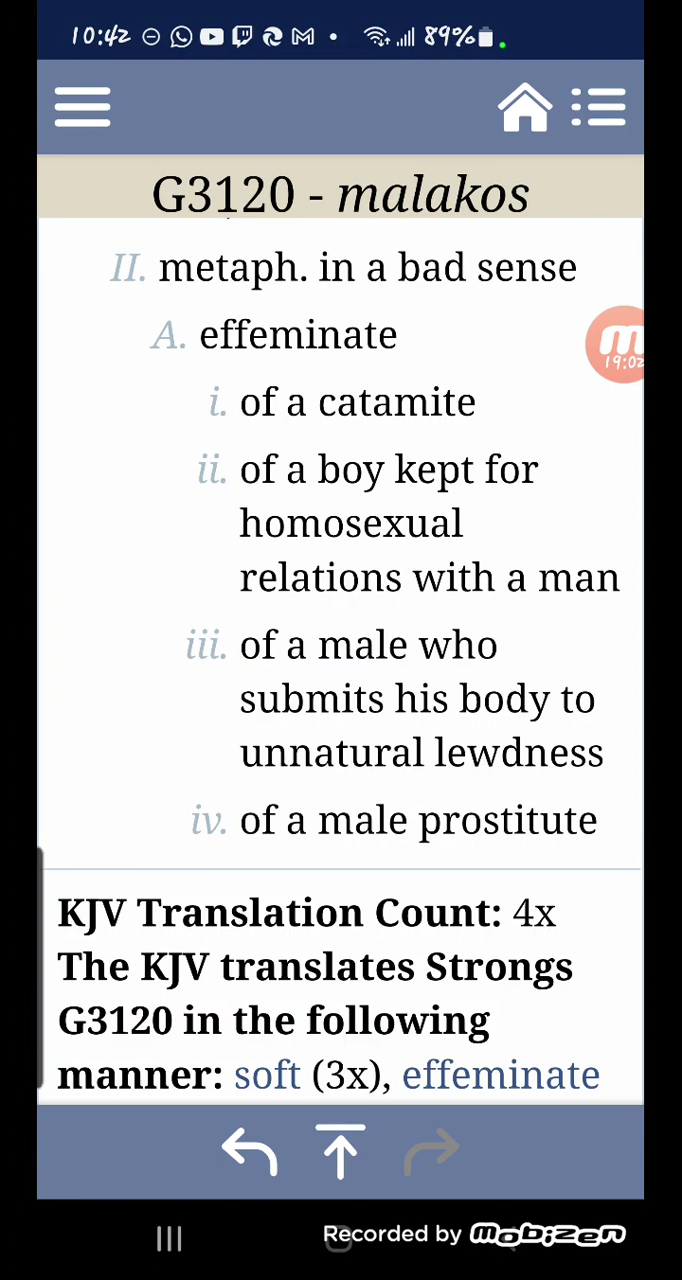 10:42 89%
G3120 - malakos
II. metaph. in a bad sense
A. effeminate
19:02
i. of a catamite
ii. of a boy kept for
homosexual
relations with a man
iii. of a male who
submits his body to
unnatural lewdness
iv. of a male prostitute
KJV Translation Count: 4x
The KJV translates Strongs
G3120 in the following
manner: soft (3x), effeminate
Recorded by mobizen